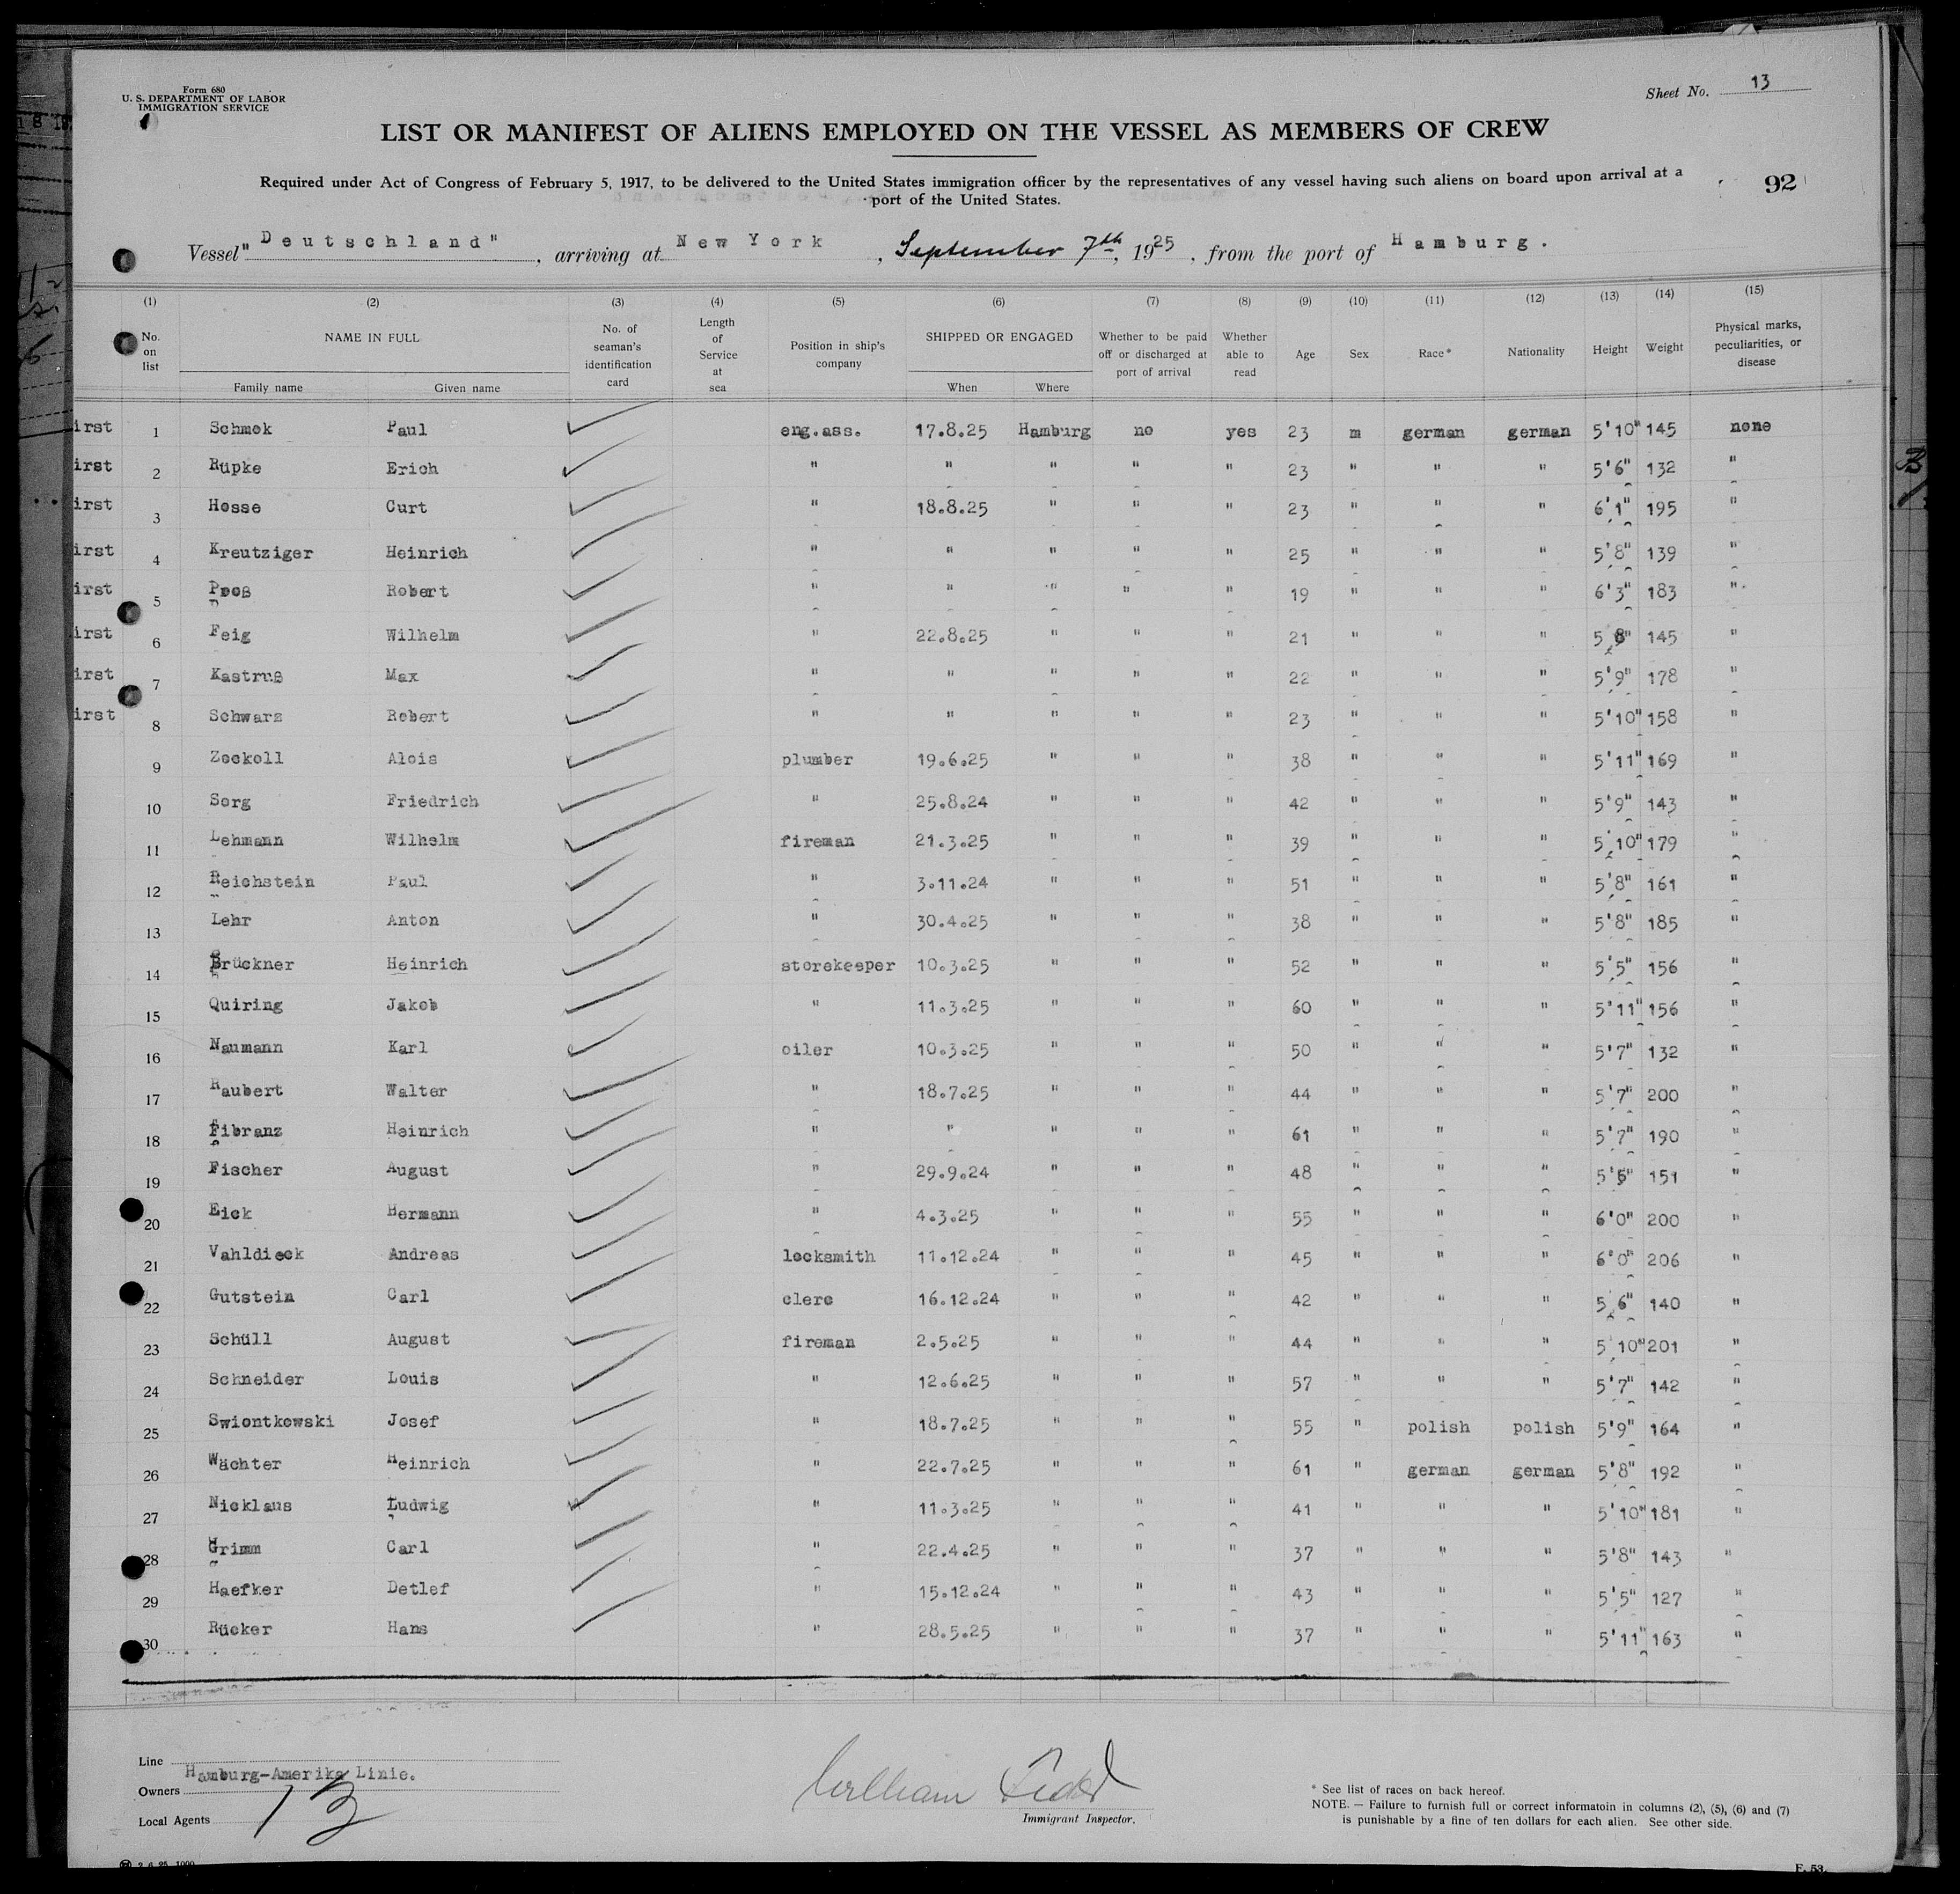 Form 680
U. S. DEPARTMENT OF LABOR
IMMIGRATION SERVICE
Sheet No. 13
LIST OR MANIFEST OF ALIENS EMPLOYED ON THE VESSEL AS MEMBERS OF CREW
Required under Act of Congress of February 5, 1917, to be delivered to the United States immigration officer by the representatives of any vessel having such aliens on board upon arrival at a
port of the United States.
92
Vessel "Deutschland", arriving at New York, September 7th, 1925, from the port of Hamburg.
(1) (2) (3) (4) (5) (6) (7) (8) (9) (10) (11) (12) (13) (14) (15)
No. on list NAME IN FULL Family name Given name No. of seaman's identification card Length of Service at sea Position in ship's company SHIPPED OR ENGAGED When Where Whether to be paid off or discharged at port of arrival Whether able to read Age Sex Race* Nationality Height Weight Physical marks, peculiarities, or disease
irst 1 Schmok Paul eng.ass. 17.8.25 Hamburg no yes 23 m german german 5'10" 145 none
irst 2 Rüpke Erich " " " " " 23 " " " 5'6" 132 "
irst 3 Hosse Curt " 18.8.25 " " " 23 " " " 6'1" 195 "
irst 4 Kreutziger Heinrich " " " " " 25 " " " 5'8" 139 "
irst 5 Robert " " " " " 19 " " " 6'3" 183 "
irst 6 Feig Wilhelm " 22.8.25 " " " 21 " " " 5'8" 145 "
irst 7 Kastruß Max " " " " " 22 " " " 5'9" 178 "
irst 8 Schwarz Robert " " " " " 23 " " " 5'10" 158 "
9 Zeckoll Alois plumber 19.6.25 " " " 38 " " " 5'11" 169 "
10 Sorg Friedrich " 25.8.24 " " " 42 " " " 5'9" 143 "
11 Lehmann Wilhelm fireman 21.3.25 " " " 39 " " " 5'10" 179 "
12 Reichstein Paul " 3.11.24 " " " 51 " " " 5'8" 161 "
13 Lehr Anton " 30.4.25 " " " 38 " " " 5'8" 185 "
14 Brückner Heinrich storekeeper 10.3.25 " " " 52 " " " 5'5" 156 "
15 Quiring Jakob " 11.3.25 " " " 60 " " " 5'11" 156 "
16 Naumann Karl oiler 10.3.25 " " " 50 " " " 5'7" 132 "
17 Raubert Walter " 18.7.25 " " " 44 " " " 5'7" 200 "
18 Fibranz Heinrich " " " " " 61 " " " 5'7" 190 "
19 Fischer August " 29.9.24 " " " 48 " " " 151 "
20 Eick Hermann " 4.3.25 " " " 55 " " " 6'0" 200 "
21 Vahldieck Andreas locksmith 11.12.24 " " " 45 " " " 6'0" 206 "
22 Gutstein Carl clerc 16.12.24 " " " 42 " " " 5'6" 140 "
23 Schüll August fireman 2.5.25 " " " 44 " " " 5'10" 201 "
24 Schneider Louis " 12.6.25 " " " 57 " " " 5'7" 142 "
25 Swiontkowski Josef " 18.7.25 " " " 55 " polish polish 5'9" 164 "
26 Wächter Heinrich " 22.7.25 " " " 61 " german german 5'8" 192 "
27 Nicklaus Ludwig " 11.3.25 " " " 41 " " " 5'10" 181 "
28 Grimm Carl " 22.4.25 " " " 37 " " " 5'8" 143 "
29 Haefker Detlef " 15.12.24 " " " 43 " " " 5'5" 127 "
30 Rücker Hans " 28.5.25 " " " 37 " " " 5'11" 163 "
Line
Owners Hamburg-Amerika Linie.
Local Agents
13
William
Immigrant Inspector.
* See list of races on back hereof.
NOTE. — Failure to furnish full or correct informatoin in columns (2), (5), (6) and (7)
is punishable by a fine of ten dollars for each alien. See other side.
F. 53.